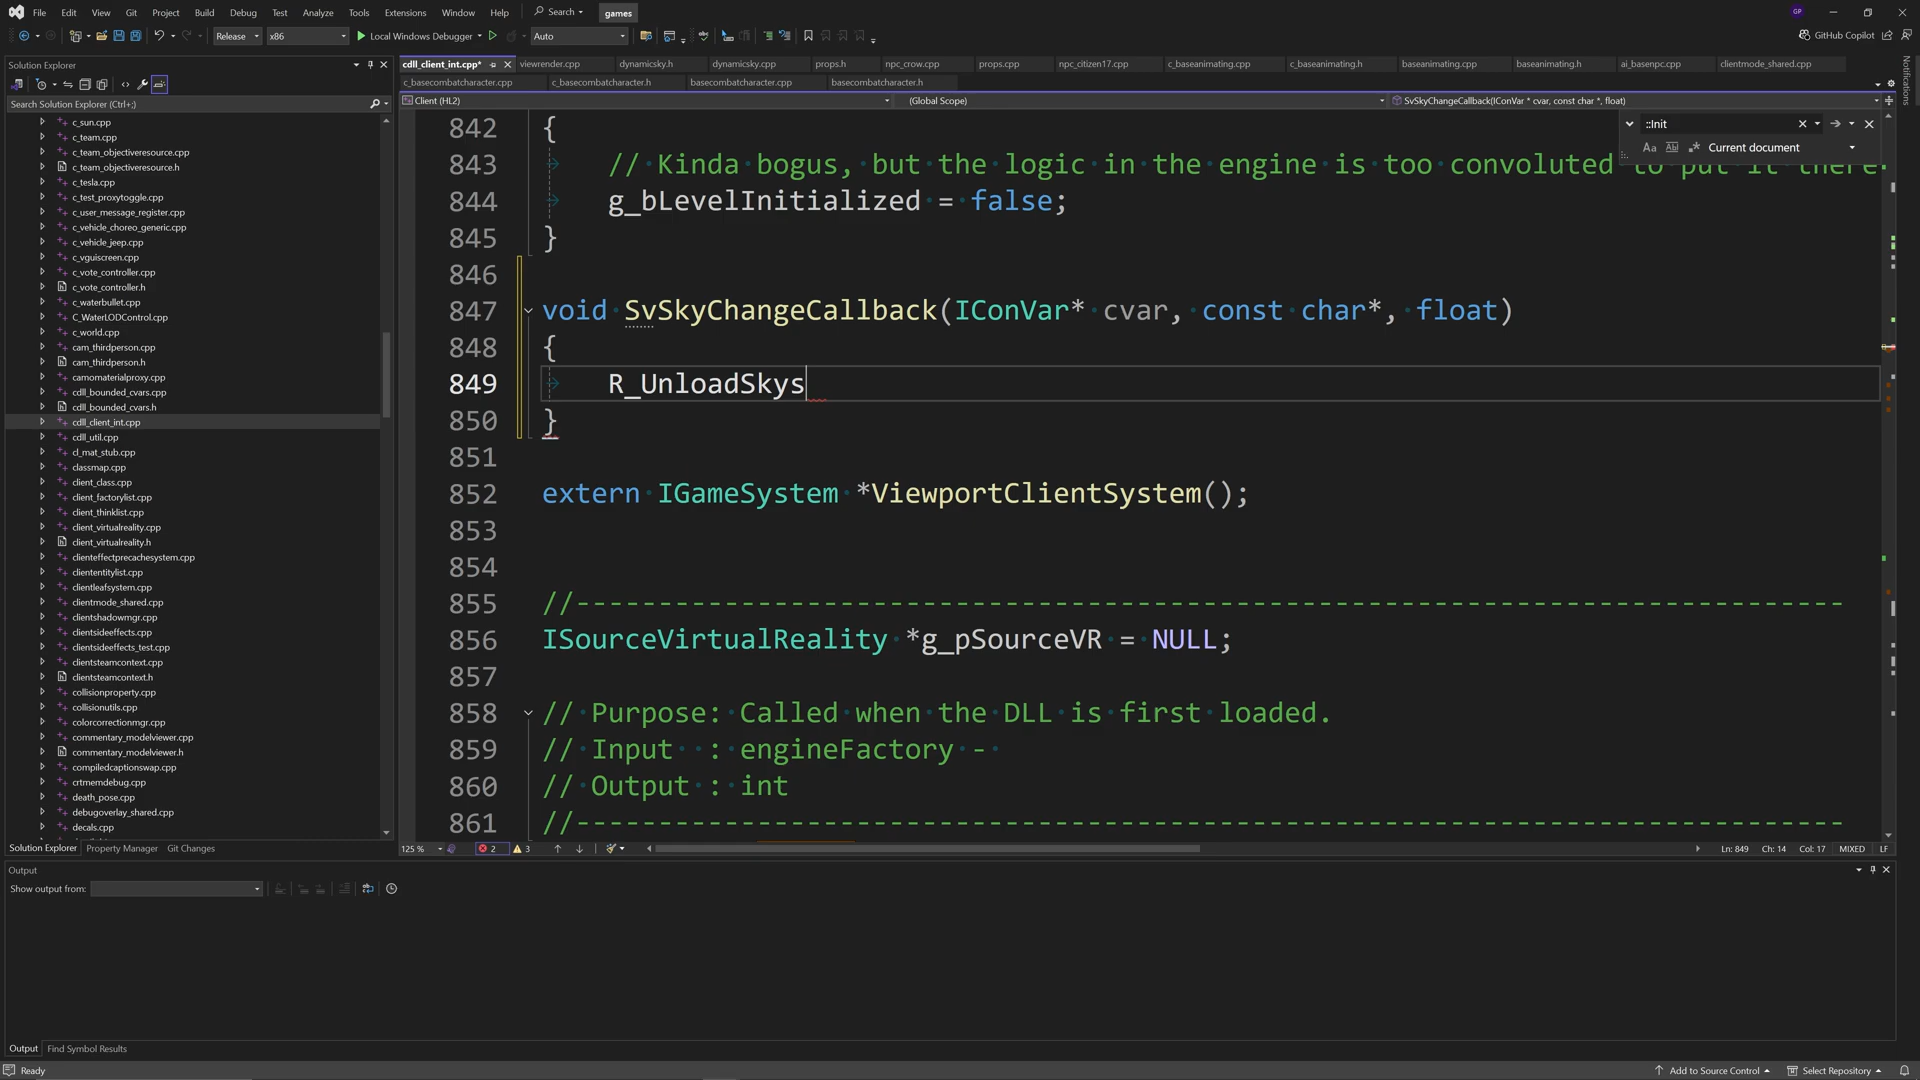 File Edit View Git Project Build Debug Test Analyze Tools Extensions Window Help Search games GP
Release x86 Local Windows Debugger Auto GitHub Copilot
Solution Explorer
Search Solution Explorer (Ctrl+;)
c_sun.cpp
c_team.cpp
c_team_objectiveresource.cpp
c_team_objectiveresource.h
c_tesla.cpp
c_test_proxytoggle.cpp
c_user_message_register.cpp
c_vehicle_choreo_generic.cpp
c_vehicle_jeep.cpp
c_vguiscreen.cpp
c_vote_controller.cpp
c_vote_controller.h
c_waterbullet.cpp
C_WaterLODControl.cpp
c_world.cpp
cam_thirdperson.cpp
cam_thirdperson.h
camomaterialproxy.cpp
cdll_bounded_cvars.cpp
cdll_bounded_cvars.h
cdll_client_int.cpp
cdll_util.cpp
cl_mat_stub.cpp
classmap.cpp
client_class.cpp
client_factorylist.cpp
client_thinklist.cpp
client_virtualreality.cpp
client_virtualreality.h
clienteffectprecachesystem.cpp
cliententitylist.cpp
clientleafsystem.cpp
clientmode_shared.cpp
clientshadowmgr.cpp
clientsideeffects.cpp
clientsideeffects_test.cpp
clientsteamcontext.cpp
clientsteamcontext.h
collisionproperty.cpp
collisionutils.cpp
colorcorrectionmgr.cpp
commentary_modelviewer.cpp
commentary_modelviewer.h
compiledcaptionswap.cpp
crtmemdebug.cpp
death_pose.cpp
debugoverlay_shared.cpp
decals.cpp
Solution Explorer Property Manager Git Changes
cdll_client_int.cpp* viewrender.cpp dynamicsky.h dynamicsky.cpp props.h npc_crow.cpp props.cpp npc_citizen17.cpp c_baseanimating.cpp c_baseanimating.h baseanimating.cpp baseanimating.h ai_basenpc.cpp clientmode_shared.cpp
c_basecombatcharacter.cpp c_basecombatcharacter.h basecombatcharacter.cpp basecombatcharacter.h
Client (HL2) (Global Scope) SvSkyChangeCallback(IConVar * cvar, const char *, float)
::Init
Aa Ab Current document
842 {
843 // Kinda bogus, but the logic in the engine is too convoluted to put it there
844 g_bLevelInitialized = false;
845 }
846
847 void SvSkyChangeCallback(IConVar* cvar, const char*, float)
848 {
849 R_UnloadSkys
850 }
851
852 extern IGameSystem *ViewportClientSystem();
853
854
855 //-----------------------------------------------------------------------------
856 ISourceVirtualReality *g_pSourceVR = NULL;
857
858 // Purpose: Called when the DLL is first loaded.
859 // Input  : engineFactory -
860 // Output : int
861 //-----------------------------------------------------------------------------
125 % 2 3 Ln: 849 Ch: 14 Col: 17 MIXED LF
Output
Show output from:
Output Find Symbol Results
Ready Add to Source Control Select Repository
Notifications